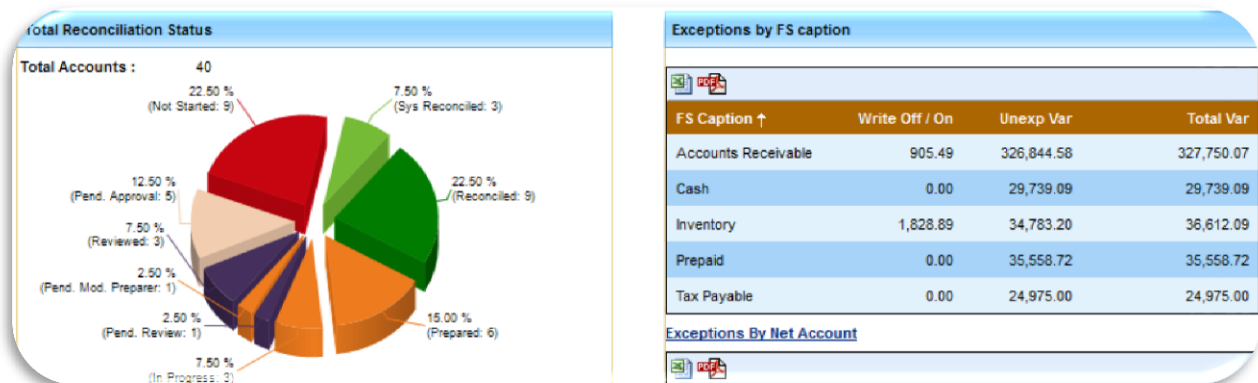 Total Reconciliation Status
Total Accounts : 40
22.50 %
(Not Started: 9)
7.50 %
(Sys Reconciled: 3)
12.50 %
(Pend. Approval: 5)
22.50 %
(Reconciled: 9)
7.50 %
(Reviewed: 3)
2.50 %
(Pend. Mod. Preparer: 1)
2.50 %
(Pend. Review: 1)
15.00 %
(Prepared: 6)
7.50 %
(In Progress: 3)
Exceptions by FS caption
PDF
FS Caption ↑ Write Off / On Unexp Var Total Var
Accounts Receivable 905.49 326,844.58 327,750.07
Cash 0.00 29,739.09 29,739.09
Inventory 1,828.89 34,783.20 36,612.09
Prepaid 0.00 35,558.72 35,558.72
Tax Payable 0.00 24,975.00 24,975.00
Exceptions By Net Account
PDF